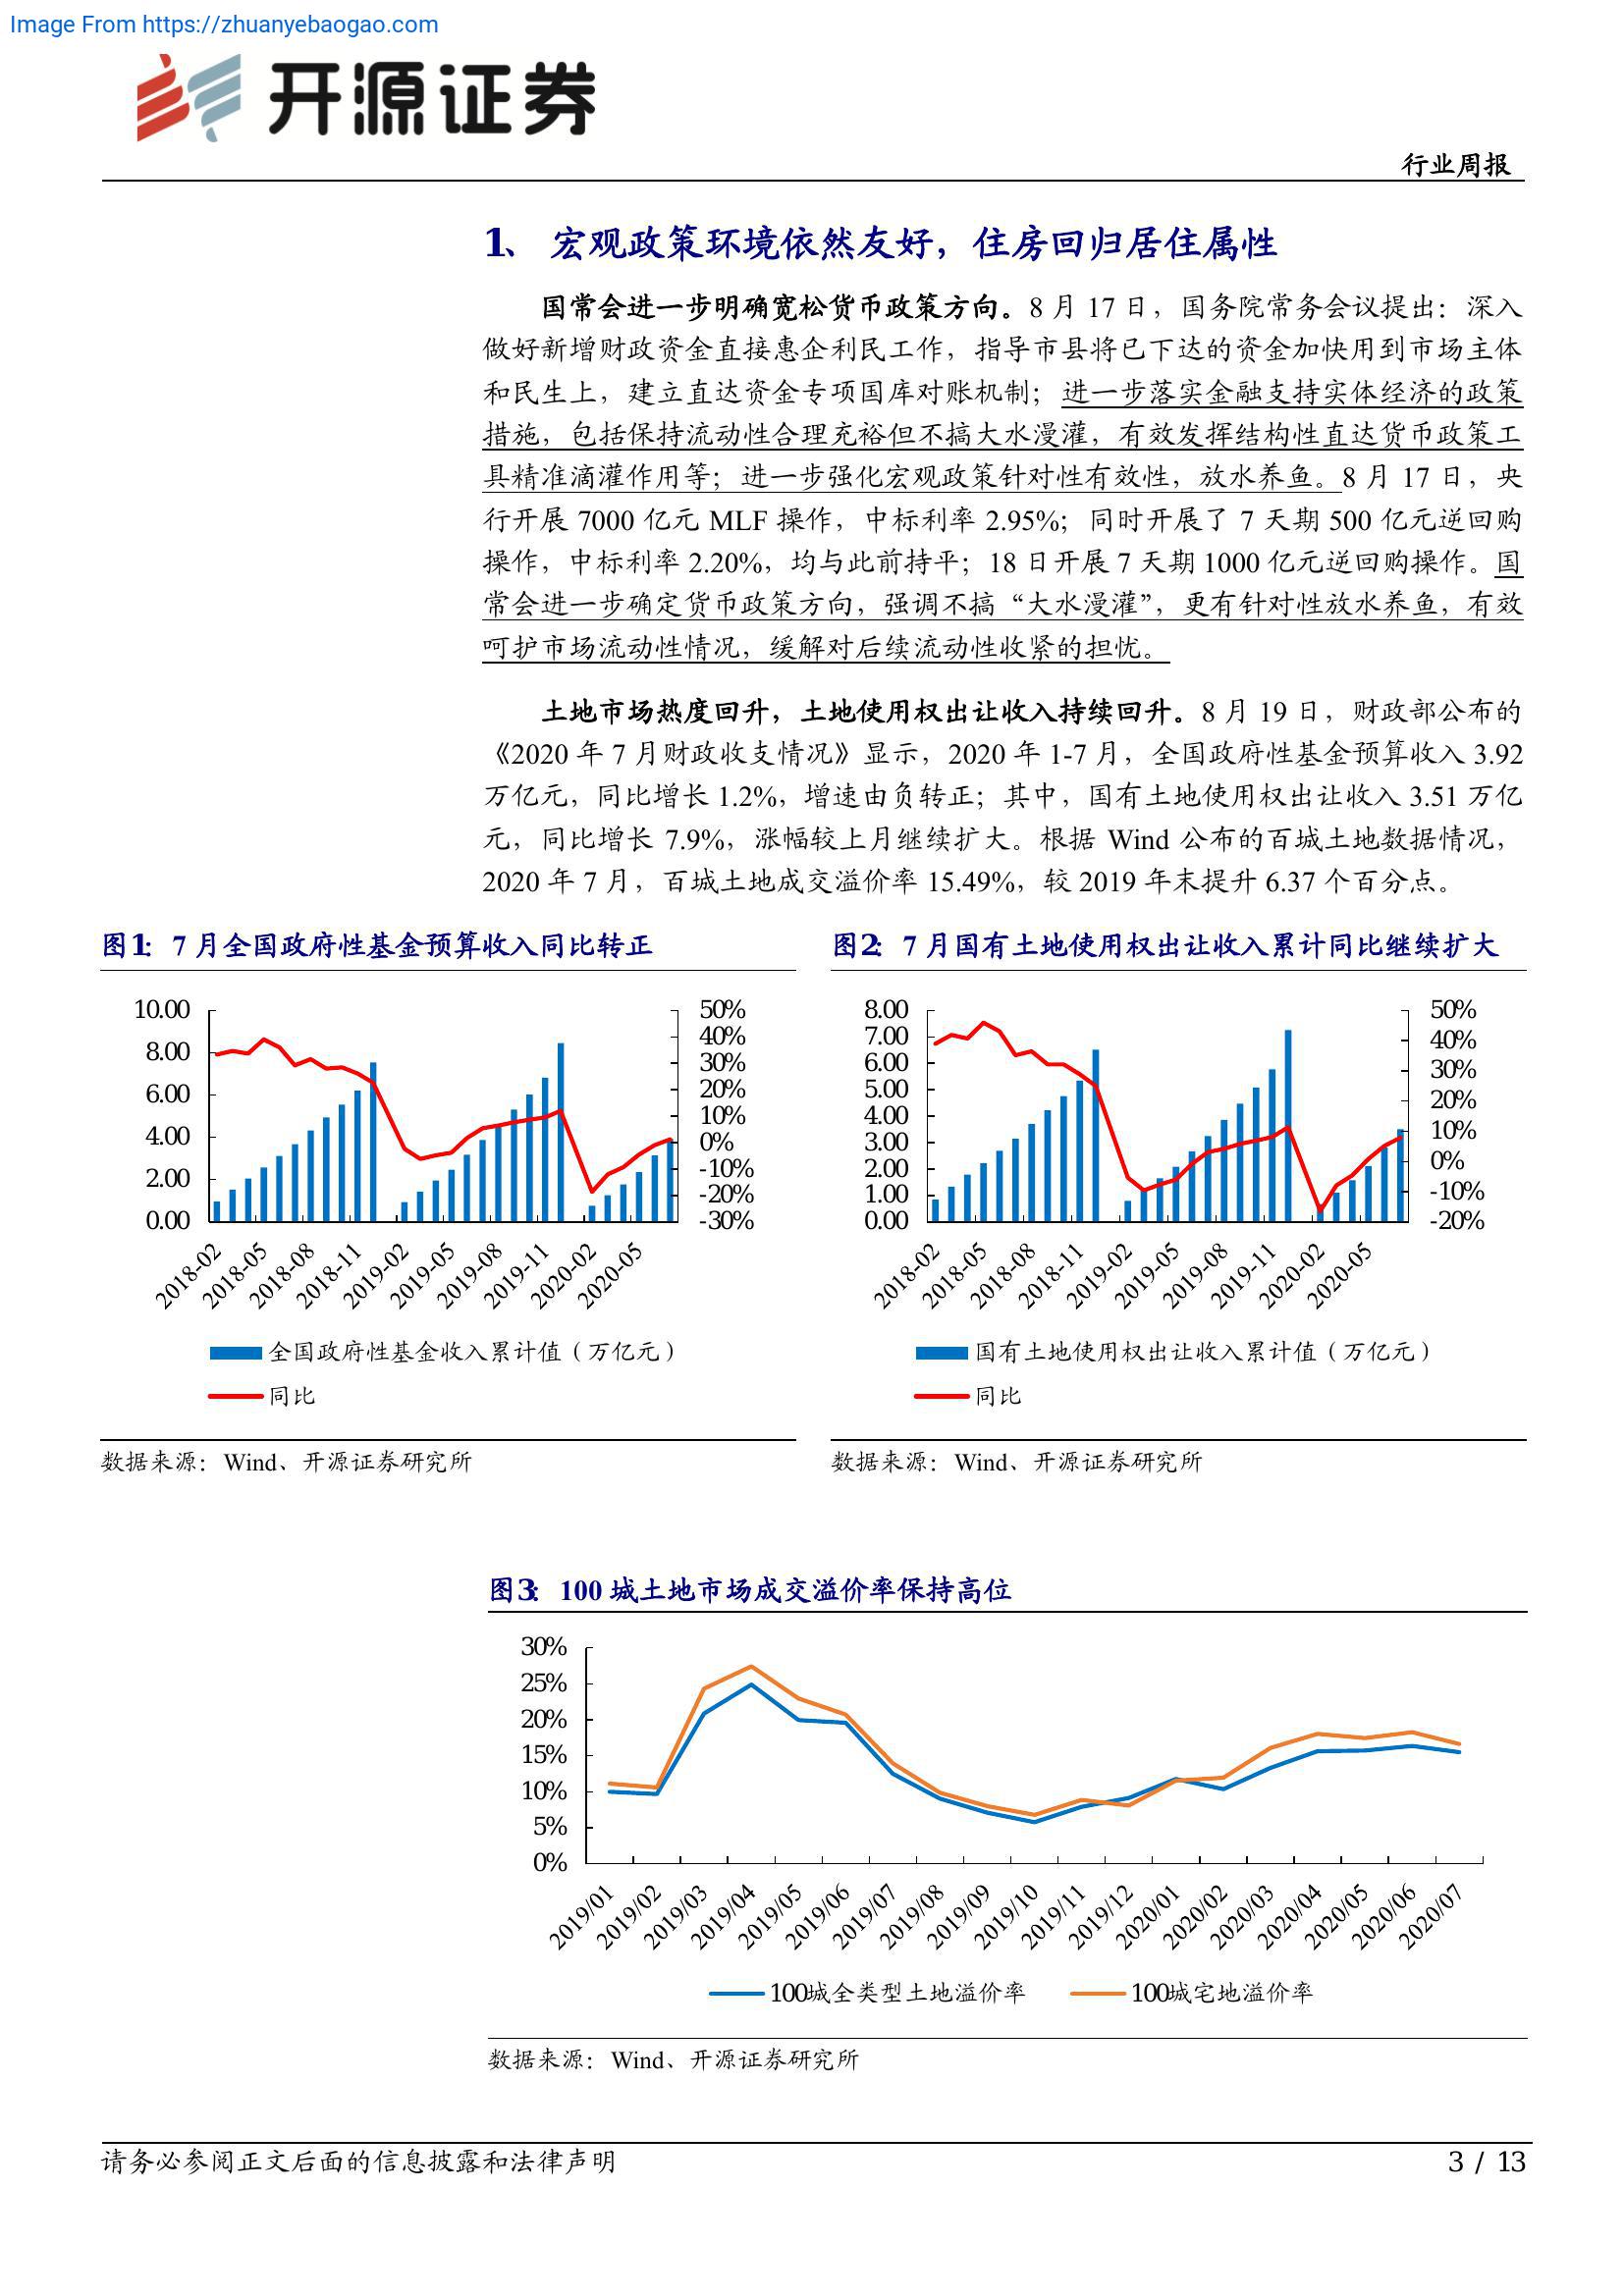 Image From https://zhuanyebaogao.com
开源证券
行业周报
1、 宏观政策环境依然友好，住房回归居住属性
国常会进一步明确宽松货币政策方向。8 月 17 日，国务院常务会议提出：深入
做好新增财政资金直接惠企利民工作，指导市县将已下达的资金加快用到市场主体
和民生上，建立直达资金专项国库对账机制；进一步落实金融支持实体经济的政策
措施，包括保持流动性合理充裕但不搞大水漫灌，有效发挥结构性直达货币政策工
具精准滴灌作用等；进一步强化宏观政策针对性有效性，放水养鱼。8 月 17 日，央
行开展 7000 亿元 MLF 操作，中标利率 2.95%；同时开展了 7 天期 500 亿元逆回购
操作，中标利率 2.20%，均与此前持平；18 日开展 7 天期 1000 亿元逆回购操作。国
常会进一步确定货币政策方向，强调不搞“大水漫灌”，更有针对性放水养鱼，有效
呵护市场流动性情况，缓解对后续流动性收紧的担忧。
土地市场热度回升，土地使用权出让收入持续回升。8 月 19 日，财政部公布的
《2020 年 7 月财政收支情况》显示，2020 年 1-7 月，全国政府性基金预算收入 3.92
万亿元，同比增长 1.2%，增速由负转正；其中，国有土地使用权出让收入 3.51 万亿
元，同比增长 7.9%，涨幅较上月继续扩大。根据 Wind 公布的百城土地数据情况，
2020 年 7 月，百城土地成交溢价率 15.49%，较 2019 年末提升 6.37 个百分点。
图1：7 月全国政府性基金预算收入同比转正
10.00
8.00
6.00
4.00
2.00
0.00
50%
40%
30%
20%
10%
0%
-10%
-20%
-30%
2018-02
2018-05
2018-08
2018-11
2019-02
2019-05
2019-08
2019-11
2020-02
2020-05
全国政府性基金收入累计值（万亿元）
同比
数据来源：Wind、开源证券研究所
图2：7 月国有土地使用权出让收入累计同比继续扩大
8.00
7.00
6.00
5.00
4.00
3.00
2.00
1.00
0.00
50%
40%
30%
20%
10%
0%
-10%
-20%
2018-02
2018-05
2018-08
2018-11
2019-02
2019-05
2019-08
2019-11
2020-02
2020-05
国有土地使用权出让收入累计值（万亿元）
同比
数据来源：Wind、开源证券研究所
图3：100 城土地市场成交溢价率保持高位
30%
25%
20%
15%
10%
5%
0%
2019/01
2019/02
2019/03
2019/04
2019/05
2019/06
2019/07
2019/08
2019/09
2019/10
2019/11
2019/12
2020/01
2020/02
2020/03
2020/04
2020/05
2020/06
2020/07
100城全类型土地溢价率
100城宅地溢价率
数据来源：Wind、开源证券研究所
请务必参阅正文后面的信息披露和法律声明
3 / 13